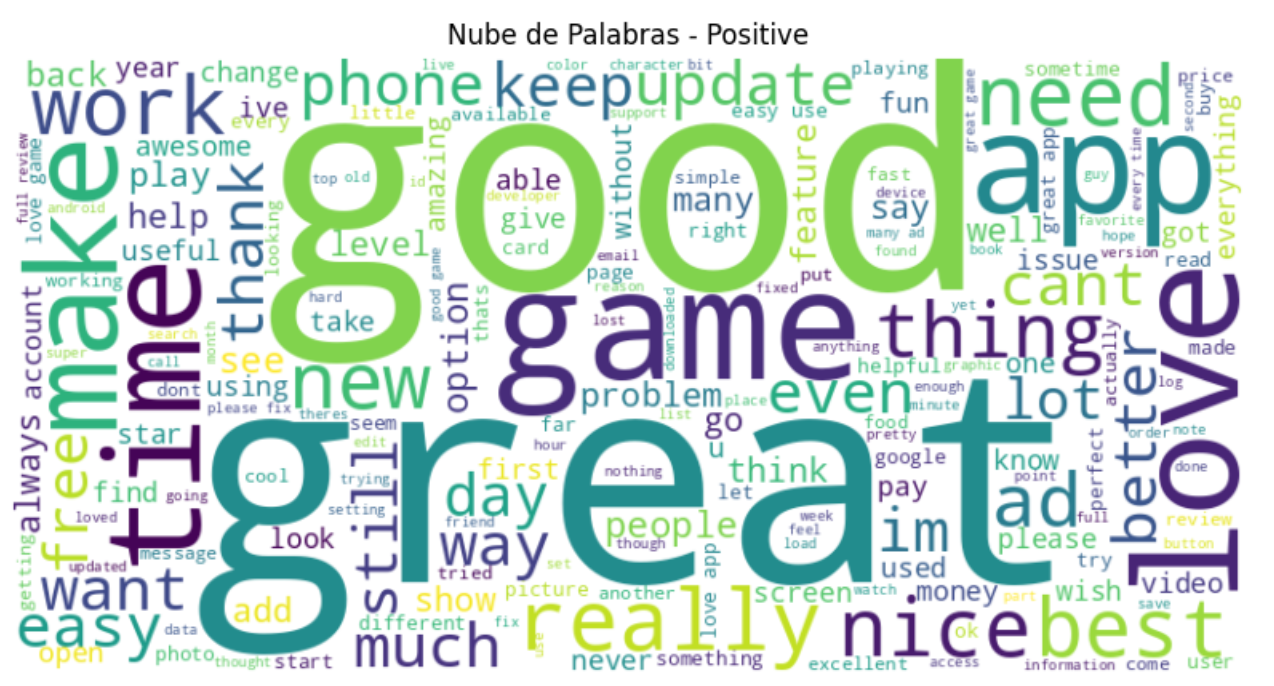 Nube de Palabras - Positive
back
year
change
phone
live
color
character
bit
keep
update
playing
sometime
price
work
ive
every
little
available
support
easy use
fun
great game
need
buy
second
everything
full review
love game
android
make
awesome
play
help
useful
thank
looking
good
top
old
id
amazing
level
able
developer
give
card
without
simple
many
right
feature
fast
device
say
many ad
found
app
great app
guy
every time
favorite
hope
version
well
book
got
read
issue
working
time
hard
take
good game
email
page
reason
put
fixed
cant
love
made
always account
super
search
call
month
see
dont
using
new
option
thats
game
lost
downloaded
anything
thing
yet
helpful
graphic
one
actually
better
log
please fix
theres
problem
place
even
enough
minute
lot
free
star
seem
far
hour
list
go
u
food
pretty
google
know
point
perfect
order
note
find
going
loved
cool
edit
trying
setting
still
great
first
day
nothing
think
let
week
feel
load
pay
ad
full
done
message
updated
look
friend
way
people
though
im
please
review
button
getting
want
tried
set
used
try
video
add
show
picture
another
love app
screen
watch
money
part
wish
save
easy
different
fix
use
really
nice
ok
best
open
data
photo
thought
start
much
never
something
excellent
access
information
come
user